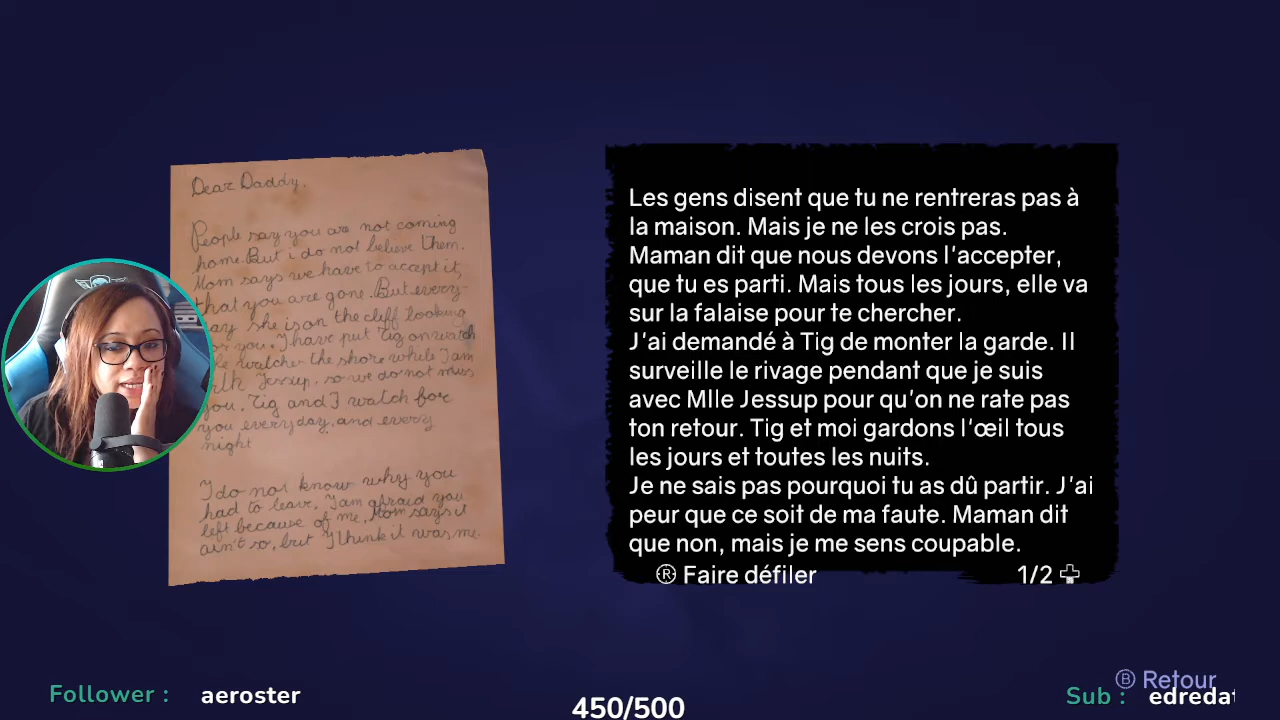 Dear Daddy,
People say you are not coming
home. But i do not believe them.
Mom says we have to accept it,
that you are gone. But every-
day she is on the cliff looking
for you. I have put Tig on watch
watches the shore while I am
Jessup, so we do not miss
you. Tig and I watch for
you everyday, and every
night
I do not know why you
had to leave. I am afraid you
left because of me. Mom says it
ain't so, but I think it was me.
Les gens disent que tu ne rentreras pas à
la maison. Mais je ne les crois pas.
Maman dit que nous devons l'accepter,
que tu es parti. Mais tous les jours, elle va
sur la falaise pour te chercher.
J'ai demandé à Tig de monter la garde. Il
surveille le rivage pendant que je suis
avec Mlle Jessup pour qu'on ne rate pas
ton retour. Tig et moi gardons l'œil tous
les jours et toutes les nuits.
Je ne sais pas pourquoi tu as dû partir. J'ai
peur que ce soit de ma faute. Maman dit
que non, mais je me sens coupable.
R Faire défiler 1/2
B Retour
Follower : aeroster
450/500
Sub : edreda